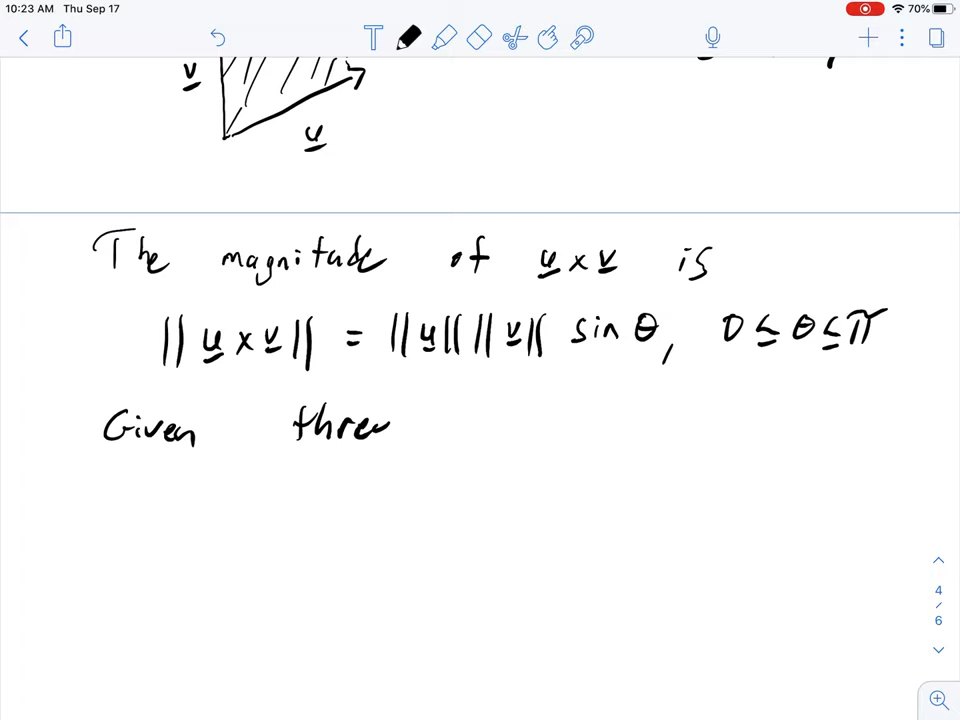 10:23 AM Thu Sep 17
70%
T
v
u
The magnitude of u x v is
||u x v|| = ||u|| ||v|| sin θ, 0 ≤ θ ≤ π
Given three
4
/
6